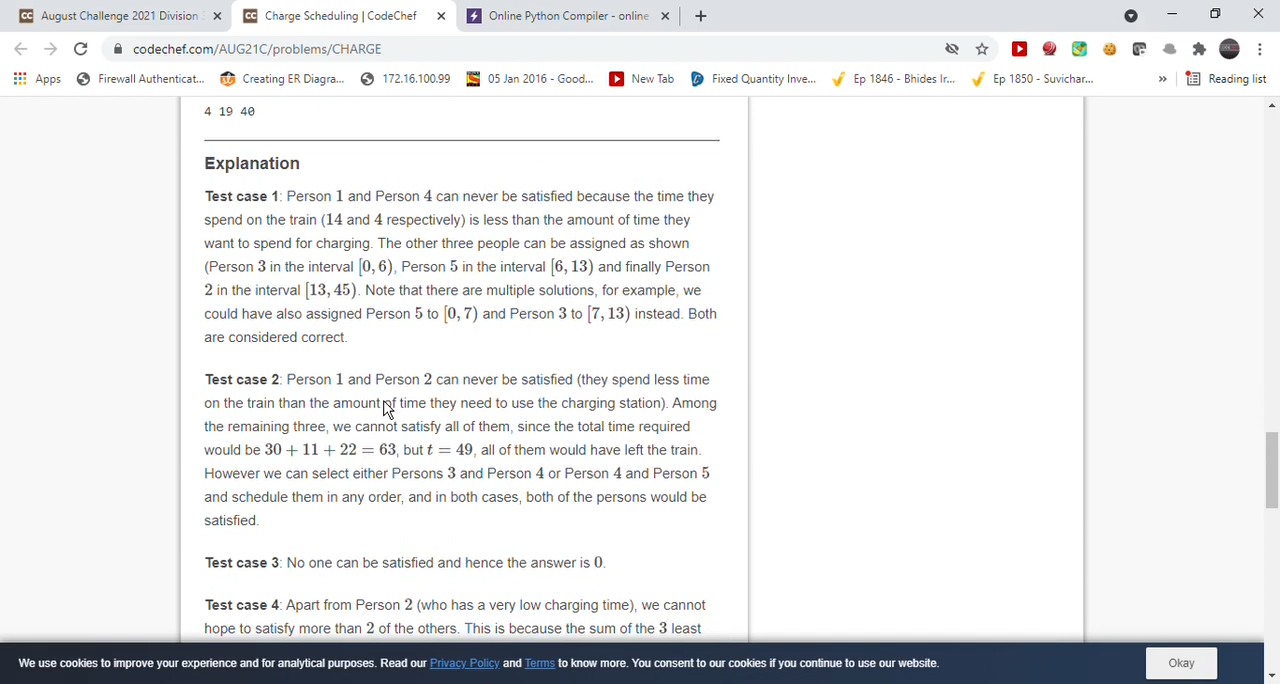 August Challenge 2021 Division
Charge Scheduling | CodeChef
Online Python Compiler - online
codechef.com/AUG21C/problems/CHARGE
Apps
Firewall Authenticat...
Creating ER Diagra...
172.16.100.99
05 Jan 2016 - Good...
New Tab
Fixed Quantity Inve...
Ep 1846 - Bhides Ir...
Ep 1850 - Suvichar...
»
Reading list
4 19 40
Explanation
Test case 1: Person 1 and Person 4 can never be satisfied because the time they
spend on the train (14 and 4 respectively) is less than the amount of time they
want to spend for charging. The other three people can be assigned as shown
(Person 3 in the interval [0, 6), Person 5 in the interval [6, 13) and finally Person
2 in the interval [13, 45). Note that there are multiple solutions, for example, we
could have also assigned Person 5 to [0, 7) and Person 3 to [7, 13) instead. Both
are considered correct.
Test case 2: Person 1 and Person 2 can never be satisfied (they spend less time
on the train than the amount of time they need to use the charging station). Among
the remaining three, we cannot satisfy all of them, since the total time required
would be 30 + 11 + 22 = 63, but t = 49, all of them would have left the train.
However we can select either Persons 3 and Person 4 or Person 4 and Person 5
and schedule them in any order, and in both cases, both of the persons would be
satisfied.
Test case 3: No one can be satisfied and hence the answer is 0.
Test case 4: Apart from Person 2 (who has a very low charging time), we cannot
hope to satisfy more than 2 of the others. This is because the sum of the 3 least
We use cookies to improve your experience and for analytical purposes. Read our Privacy Policy and Terms to know more. You consent to our cookies if you continue to use our website.
Okay